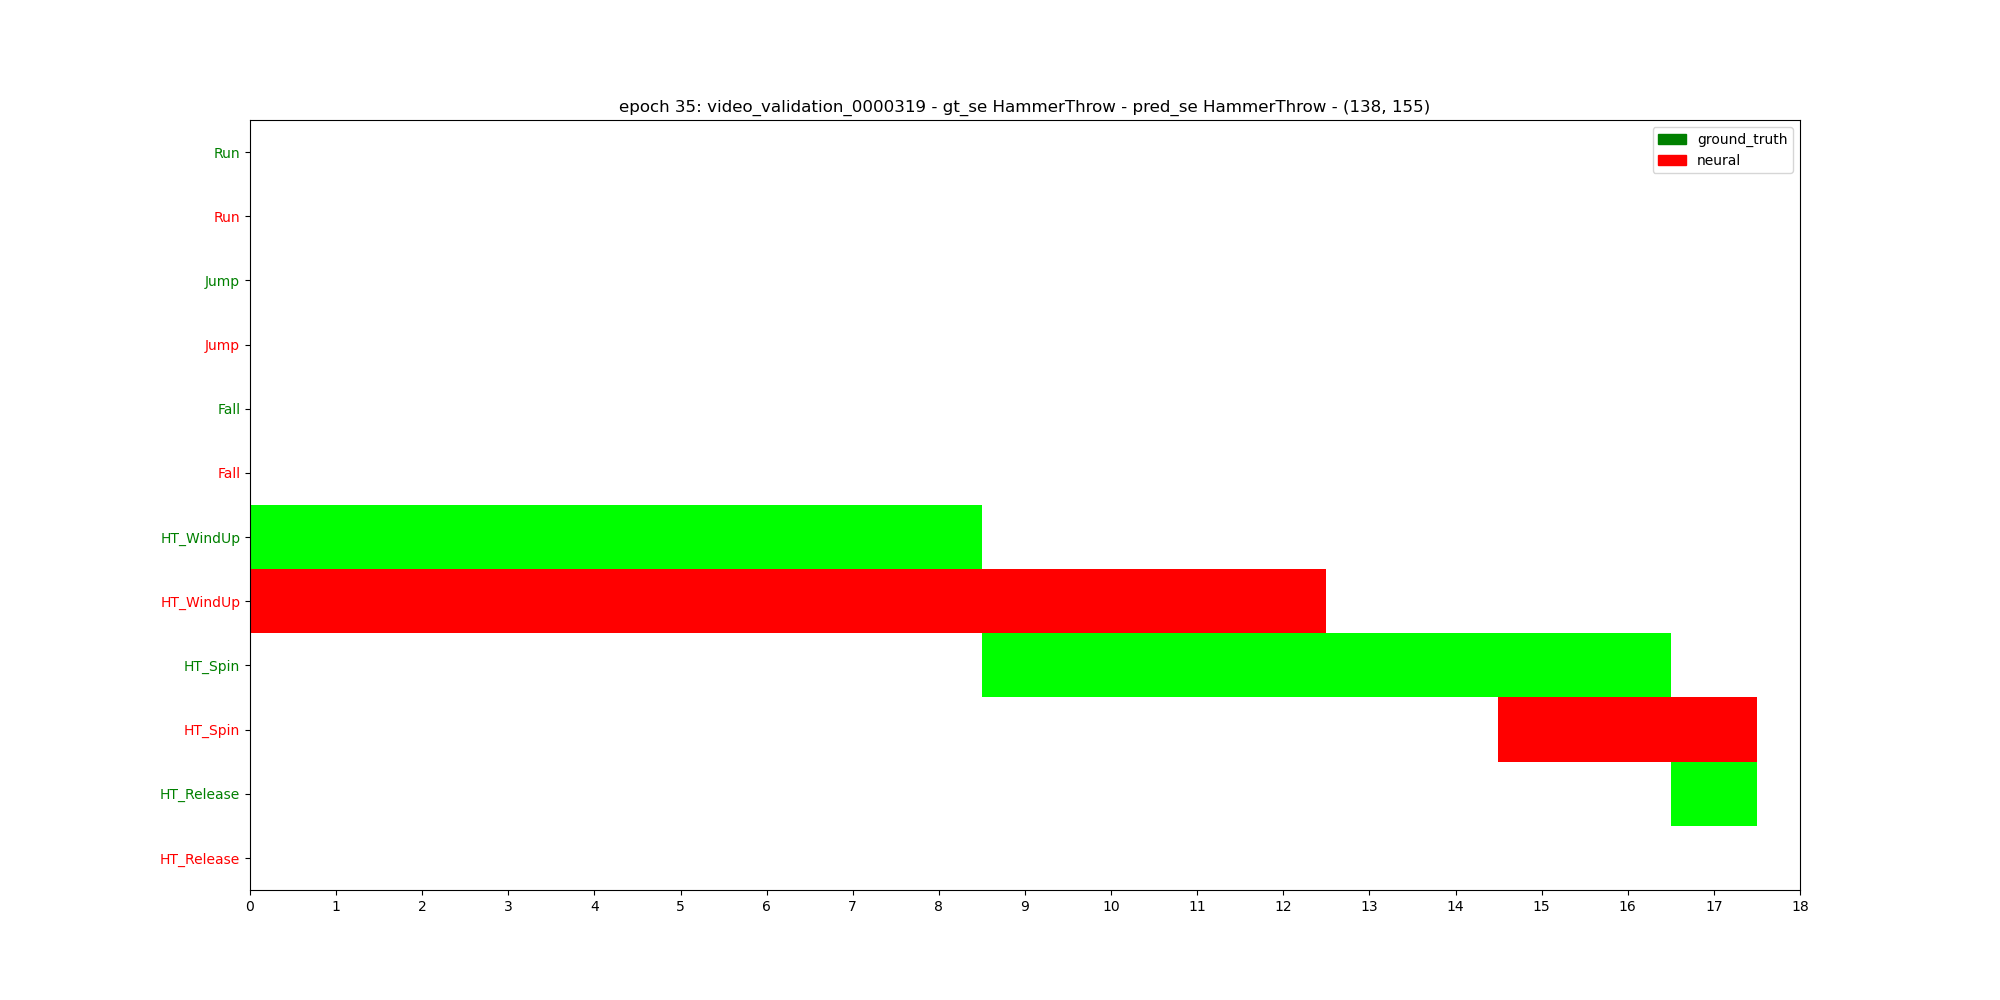 epoch 35: video_validation_0000319 - gt_se HammerThrow - pred_se HammerThrow - (138, 155)
ground_truth
neural
Run
Run
Jump
Jump
Fall
Fall
HT_WindUp
HT_WindUp
HT_Spin
HT_Spin
HT_Release
HT_Release
0 1 2 3 4 5 6 7 8 9 10 11 12 13 14 15 16 17 18